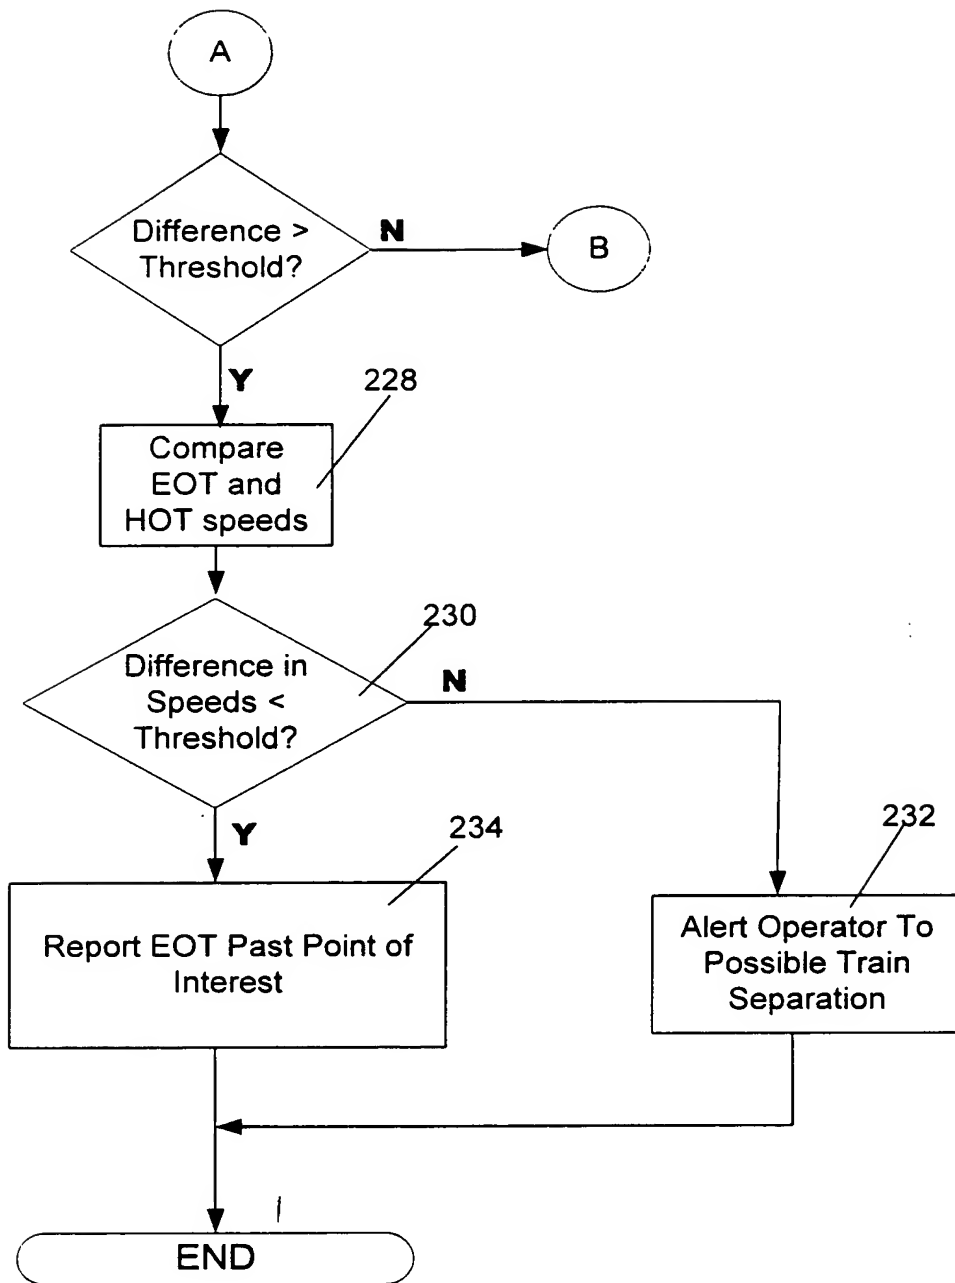 A
Difference >
Threshold?
N
B
Y
228
Compare
EOT and
HOT speeds
230
Difference in
Speeds <
Threshold?
N
Y
234
232
Report EOT Past Point of
Interest
Alert Operator To
Possible Train
Separation
END